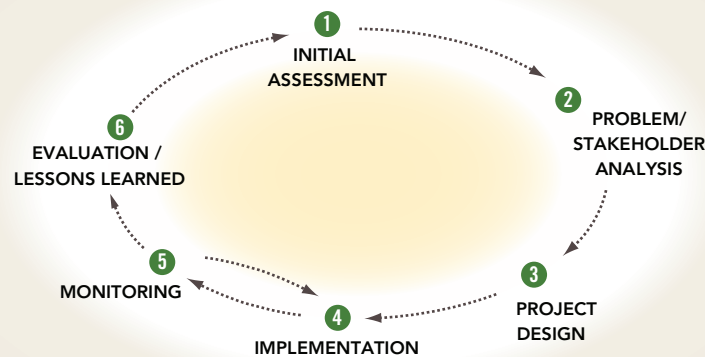 1
INITIAL
ASSESSMENT
2
PROBLEM/
STAKEHOLDER
ANALYSIS
3
PROJECT
DESIGN
4
IMPLEMENTATION
5
MONITORING
6
EVALUATION /
LESSONS LEARNED